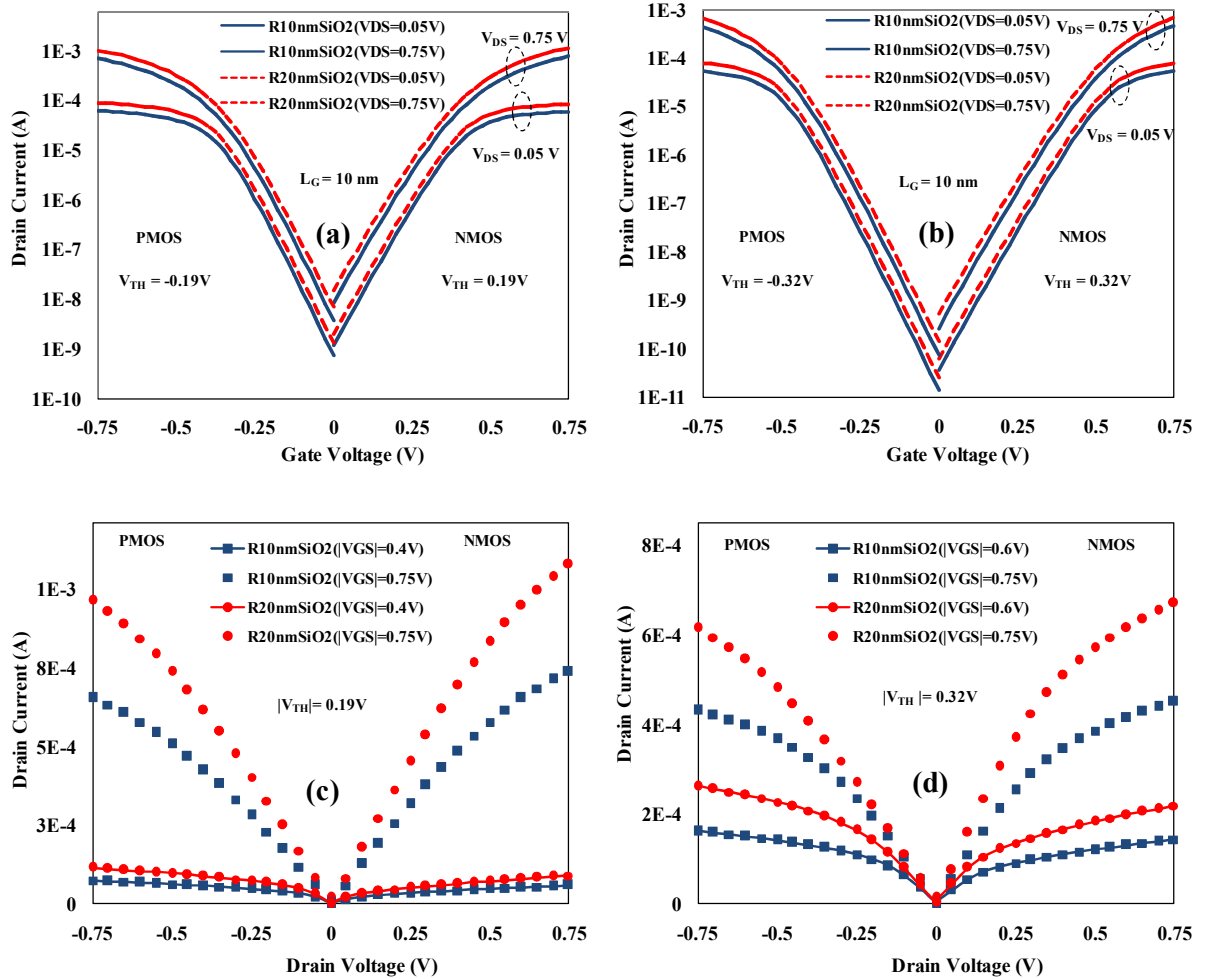 R10nmSiO2(VDS=0.05V)
R10nmSiO2(VDS=0.75V)
R20nmSiO2(VDS=0.05V)
R20nmSiO2(VDS=0.75V)
VDS = 0.75 V
VDS = 0.05 V
LG = 10 nm
(a)
PMOS
NMOS
VTH = -0.19V
VTH = 0.19V
1E-3
1E-4
1E-5
1E-6
1E-7
1E-8
1E-9
1E-10
Drain Current (A)
-0.75
-0.5
-0.25
0
0.25
0.5
0.75
Gate Voltage (V)
R10nmSiO2(VDS=0.05V)
R10nmSiO2(VDS=0.75V)
R20nmSiO2(VDS=0.05V)
R20nmSiO2(VDS=0.75V)
VDS = 0.75 V
VDS = 0.05 V
LG = 10 nm
(b)
PMOS
NMOS
VTH = -0.32V
VTH = 0.32V
1E-3
1E-4
1E-5
1E-6
1E-7
1E-8
1E-9
1E-10
1E-11
Drain Current (A)
-0.75
-0.5
-0.25
0
0.25
0.5
0.75
Gate Voltage (V)
PMOS
NMOS
R10nmSiO2(|VGS|=0.4V)
R10nmSiO2(|VGS|=0.75V)
R20nmSiO2(|VGS|=0.4V)
R20nmSiO2(|VGS|=0.75V)
|VTH|= 0.19V
(c)
1E-3
8E-4
5E-4
3E-4
0
Drain Current (A)
-0.75
-0.5
-0.25
0
0.25
0.5
0.75
Drain Voltage (V)
PMOS
NMOS
R10nmSiO2(|VGS|=0.6V)
R10nmSiO2(|VGS|=0.75V)
R20nmSiO2(|VGS|=0.6V)
R20nmSiO2(|VGS|=0.75V)
|VTH |= 0.32V
(d)
8E-4
6E-4
4E-4
2E-4
0
Drain Current (A)
-0.75
-0.5
-0.25
0
0.25
0.5
0.75
Drain Voltage (V)